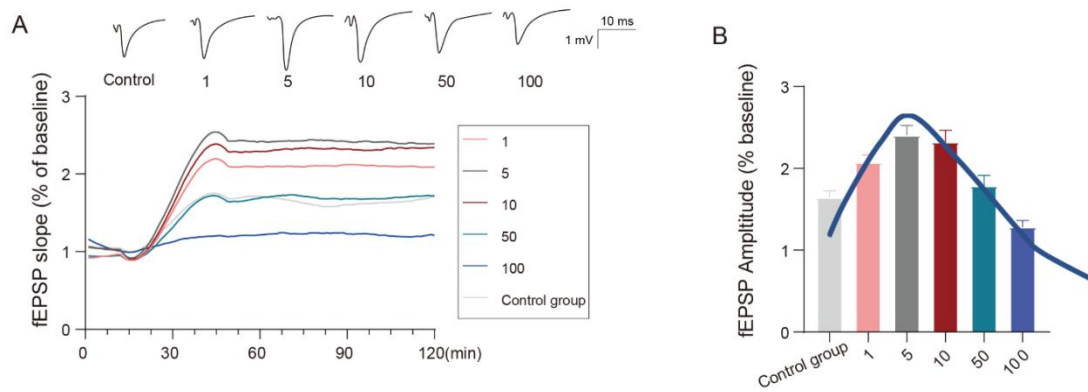 A
10 ms
1 mV
Control 1 5 10 50 100
fEPSP slope (% of baseline)
3
2
1
0
0 30 60 90 120(min)
1
5
10
50
100
Control group
B
fEPSP Amplitude (% baseline)
3
2
1
0
Control group 1 5 10 50 100